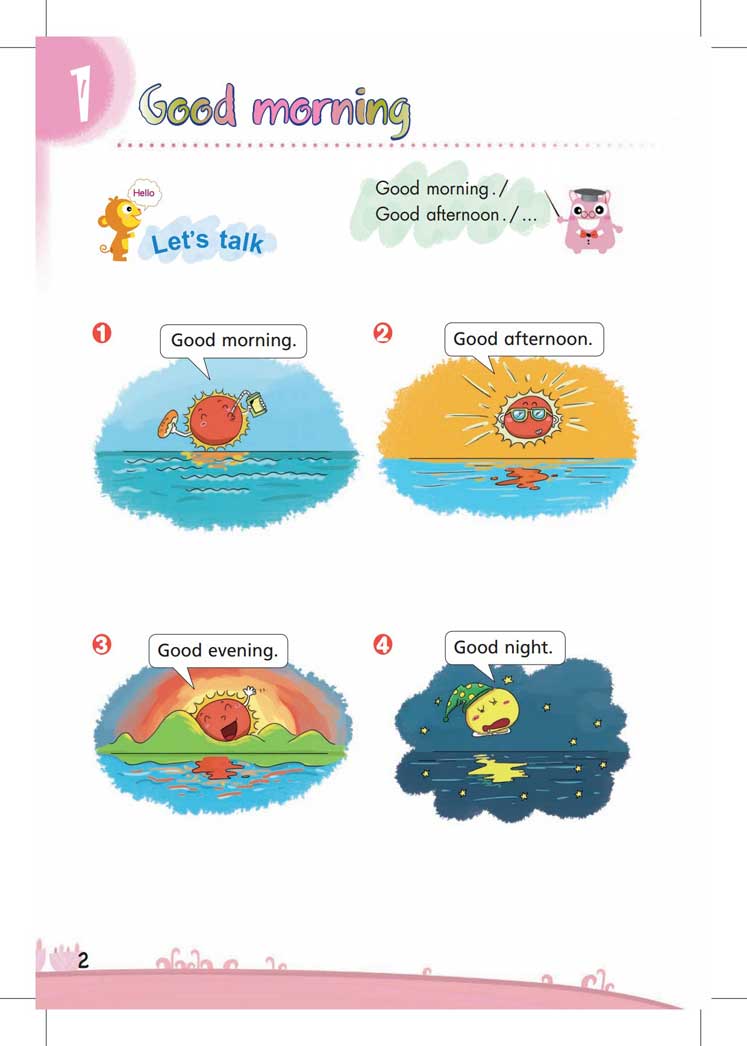 1
Good morning
Hello
Let's talk
Good morning./
Good afternoon./...
1
Good morning.
2
Good afternoon.
3
Good evening.
4
Good night.
2